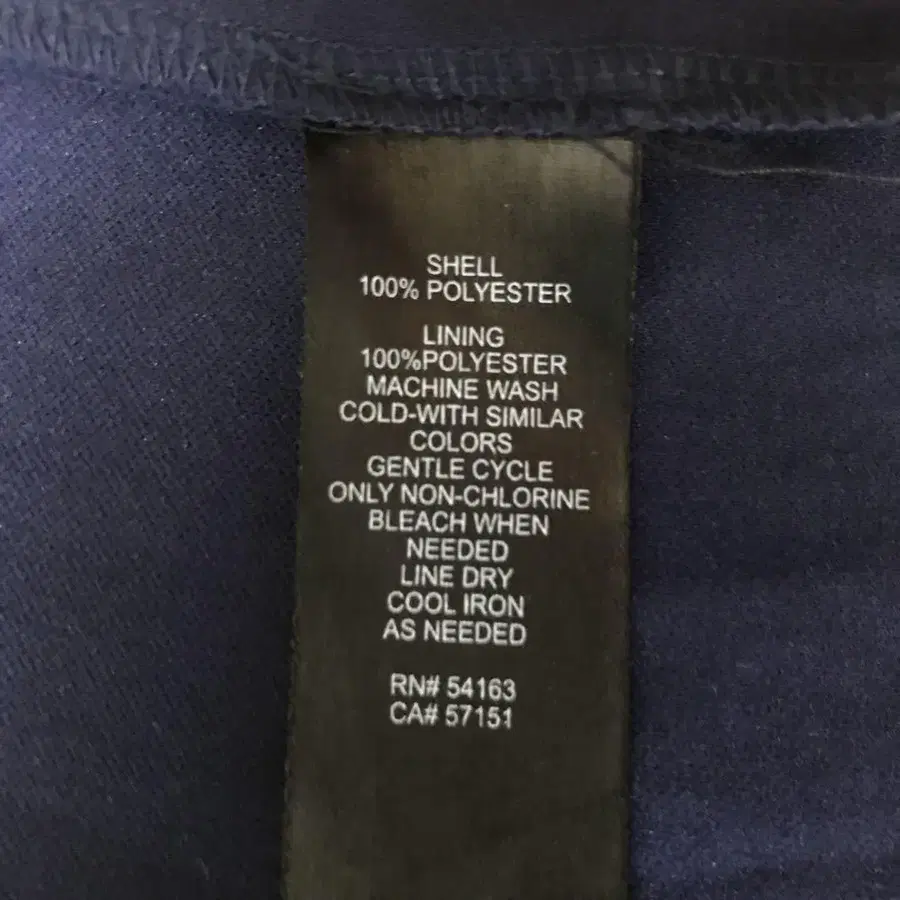 SHELL
100% POLYESTER
LINING
100%POLYESTER
MACHINE WASH
COLD-WITH SIMILAR
COLORS
GENTLE CYCLE
ONLY NON-CHLORINE
BLEACH WHEN
NEEDED
LINE DRY
COOL IRON
AS NEEDED
RN# 54163
CA# 57151